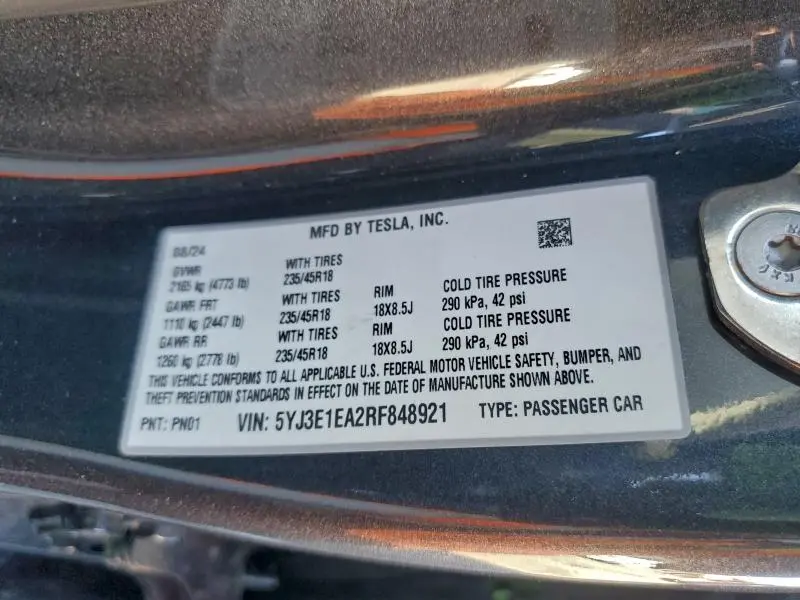 MFD BY TESLA, INC.
08/24
GVWR WITH TIRES
2165 kg (4773 lb) 235/45R18
GAWR FRT WITH TIRES RIM COLD TIRE PRESSURE
1110 kg (2447 lb) 235/45R18 18X8.5J 290 kPa, 42 psi
GAWR RR WITH TIRES RIM COLD TIRE PRESSURE
1260 kg (2778 lb) 235/45R18 18X8.5J 290 kPa, 42 psi
THIS VEHICLE CONFORMS TO ALL APPLICABLE U.S. FEDERAL MOTOR VEHICLE SAFETY, BUMPER, AND
THEFT PREVENTION STANDARDS IN EFFECT ON THE DATE OF MANUFACTURE SHOWN ABOVE.
PNT: PN01 VIN: 5YJ3E1EA2RF848921 TYPE: PASSENGER CAR